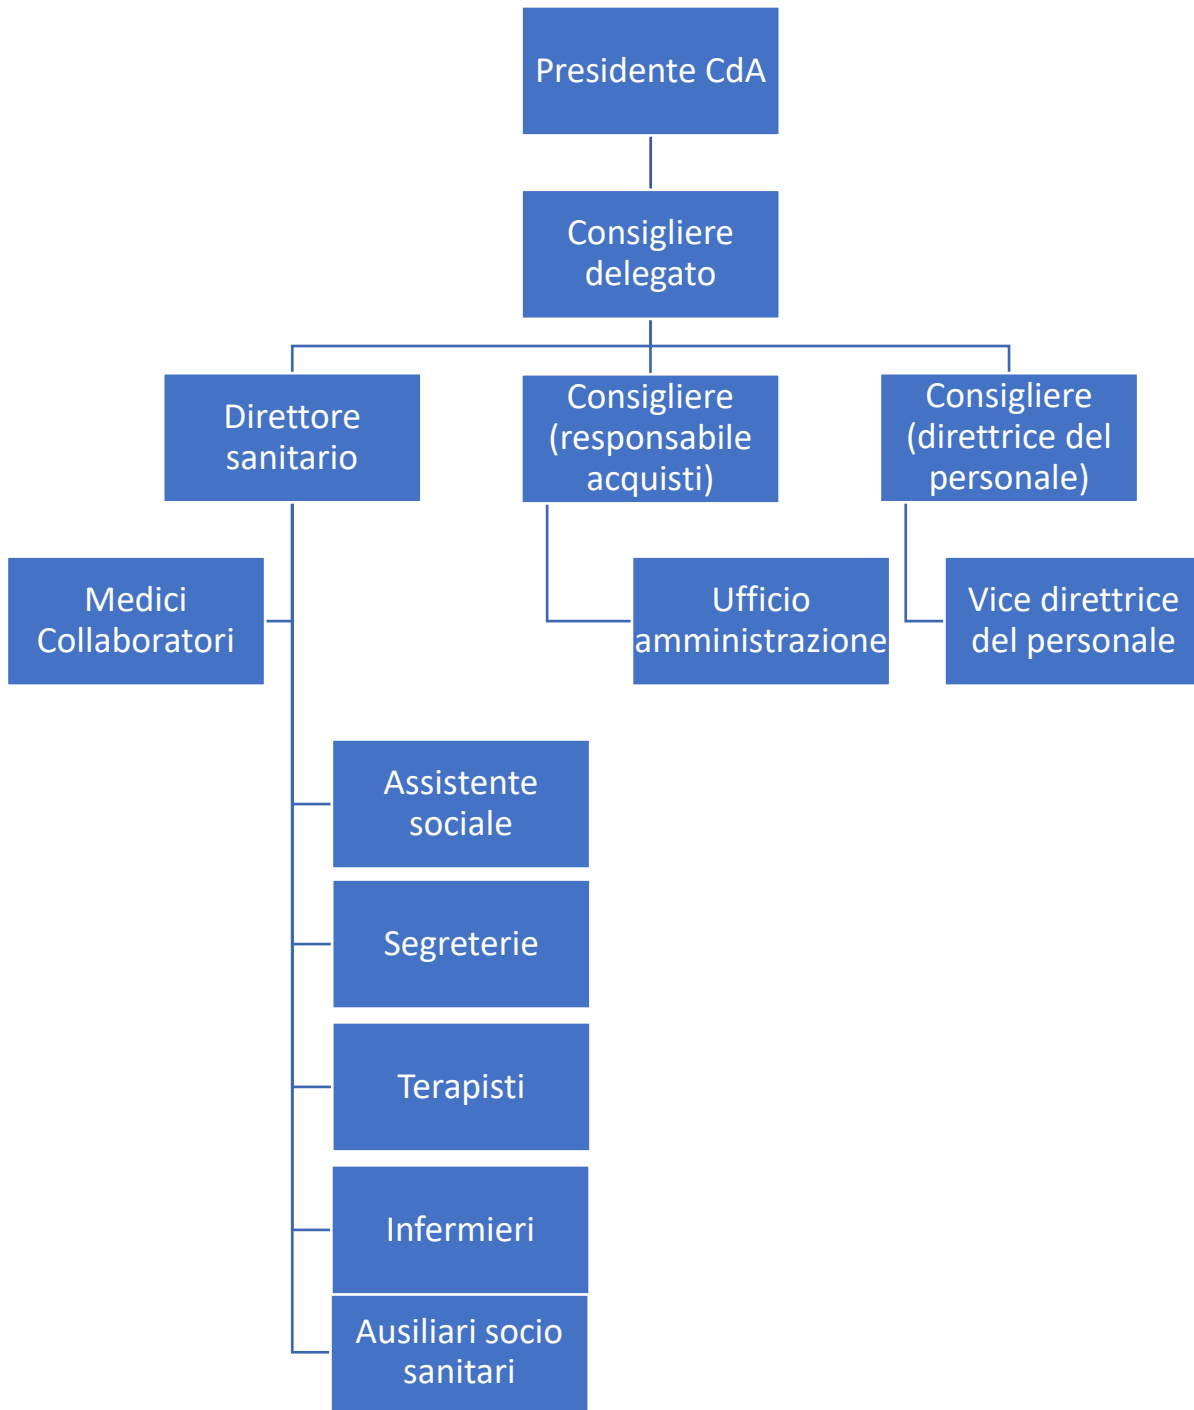 Presidente CdA
Consigliere
delegato
Direttore
sanitario
Consigliere
(responsabile
acquisti)
Consigliere
(direttrice del
personale)
Medici
Collaboratori
Ufficio
amministrazione
Vice direttrice
del personale
Assistente
sociale
Segreterie
Terapisti
Infermieri
Ausiliari socio
sanitari